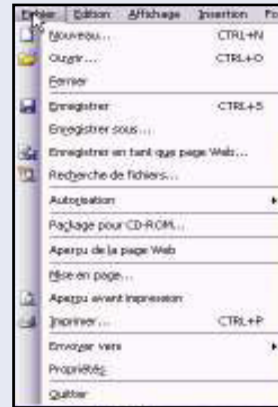 Fichier Edition Affichage Insertion Fo
Nouveau... CTRL+N
Ouvrir... CTRL+O
Fermer
Enregistrer CTRL+S
Enregistrer sous...
Enregistrer en tant que page Web...
Recherche de fichiers...
Autorisation
Package pour CD-ROM...
Aperçu de la page Web
Mise en page...
Aperçu avant impression
Imprimer... CTRL+P
Envoyer vers
Propriétés
Quitter